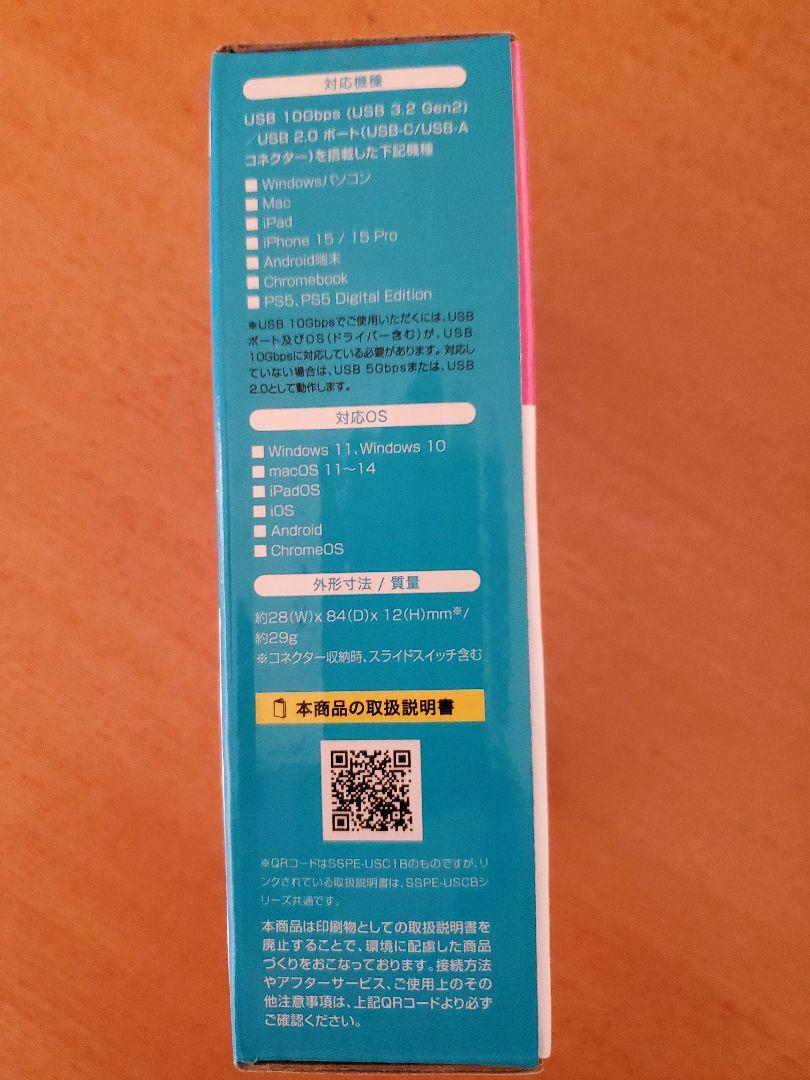 対応機種
USB 10Gbps (USB 3.2 Gen2)
/USB 2.0 ポート(USB-C/USB-A
コネクター)を搭載した下記機種
■Windowsパソコン
■Mac
■iPad
■iPhone 15 / 15 Pro
■Android端末
■Chromebook
■PS5、PS5 Digital Edition
※USB 10Gbpsでご使用いただくには、USB
ポート及びOS(ドライバー含む)が、USB
10Gbpsに対応している必要があります。対応し
ていない場合は、USB 5Gbpsまたは、USB
2.0として動作します。
対応OS
■Windows 11、Windows 10
■macOS 11～14
■iPadOS
■iOS
■Android
■ChromeOS
外形寸法 / 質量
約28(W)x 84(D)x 12(H)mm※/
約29g
※コネクター収納時、スライドスイッチ含む
本商品の取扱説明書
※QRコードはSSPE-USC1Bのものですが、リ
ンクされている取扱説明書は、SSPE-USCBシ
リーズ共通です。
本商品は印刷物としての取扱説明書を
廃止することで、環境に配慮した商品
づくりをおこなっております。接続方法
やアフターサービス、ご使用上のその
他注意事項は、上記QRコードより必ず
ご確認ください。